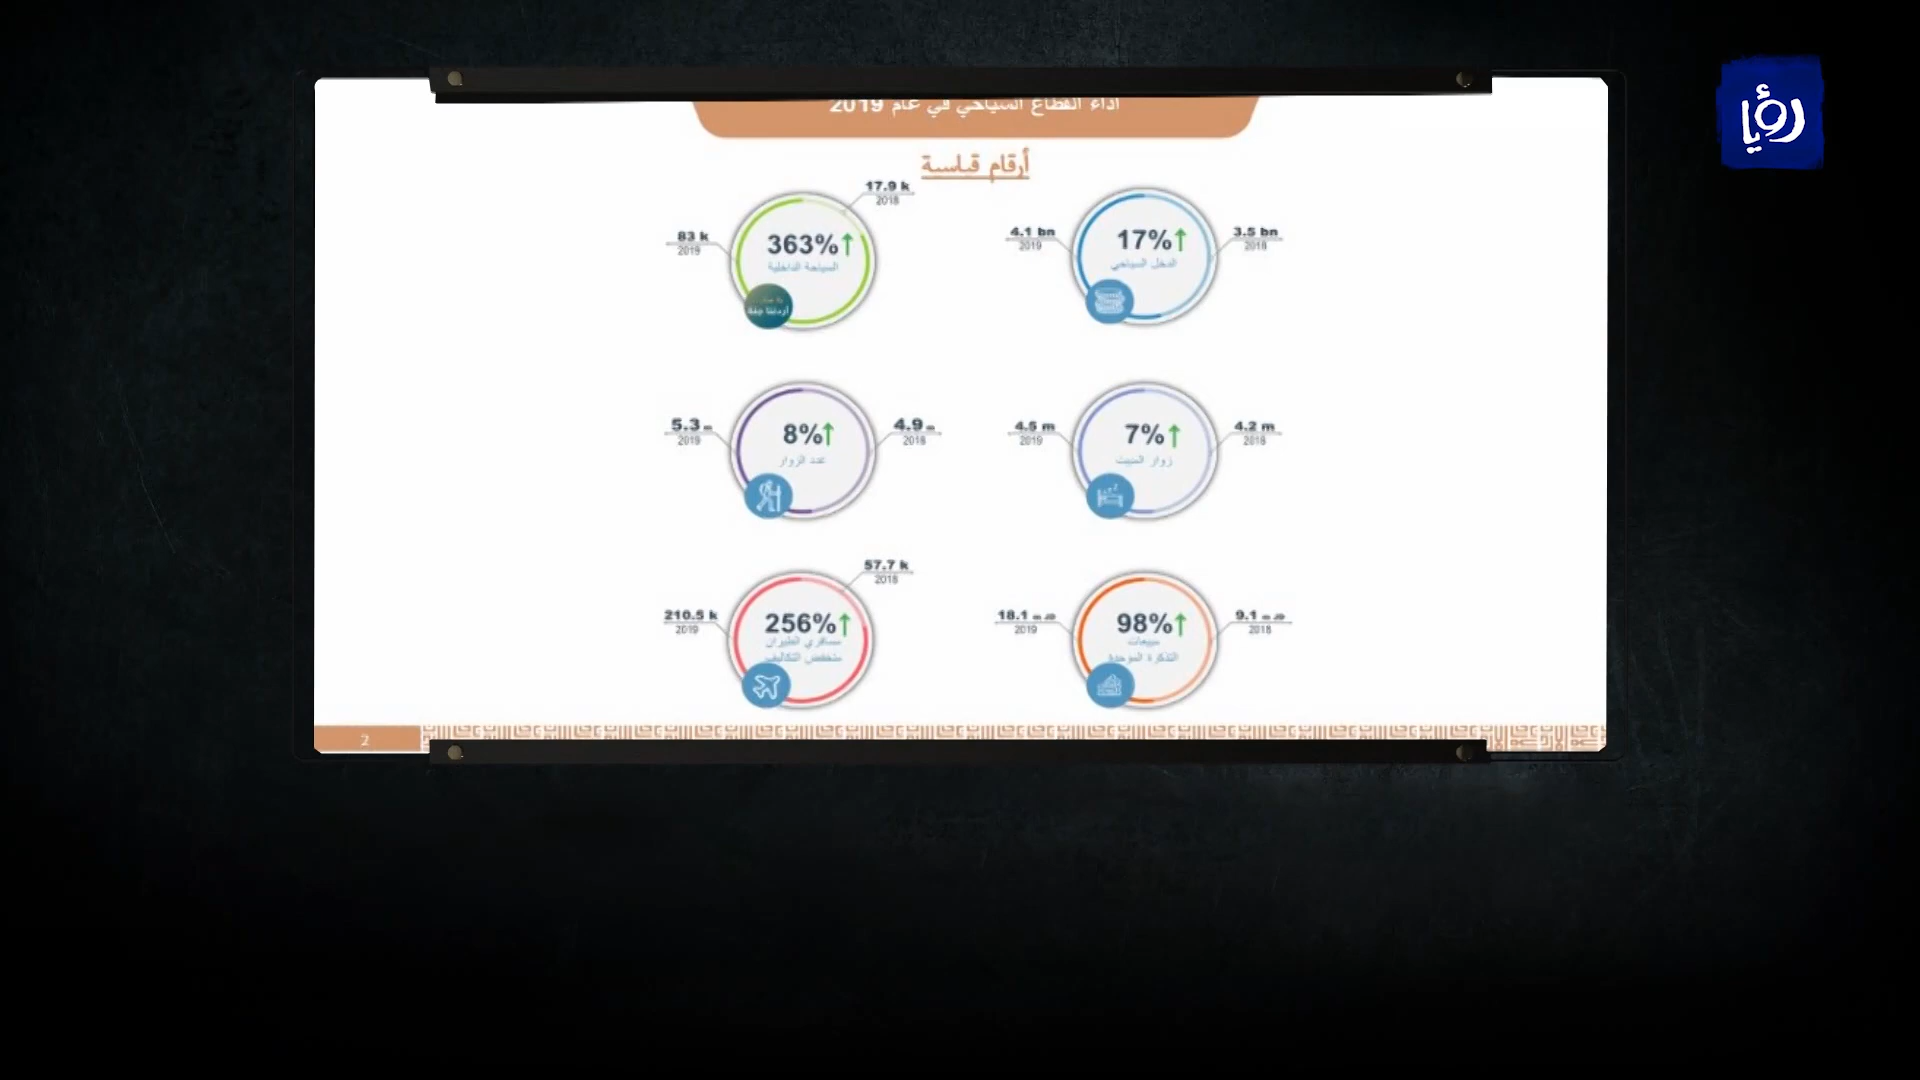 رؤيا
أداء القطاع السياحي في عام 2019
أرقام قياسية
3.5 bn
2018
17%
الدخل السياحي
4.1 bn
2019
17.9 k
2018
363%
السياحة الداخلية
أردننا جنة
83 k
2019
4.2 m
2018
7%
زوار المبيت
4.5 m
2019
4.9 m
2018
8%
عدد الزوار
5.3 m
2019
9.1 m
2018
98%
مبيعات
التذكرة الموحدة
18.1 m
2019
57.7 k
2018
256%
مسافري الطيران
منخفض التكاليف
210.5 k
2019
2